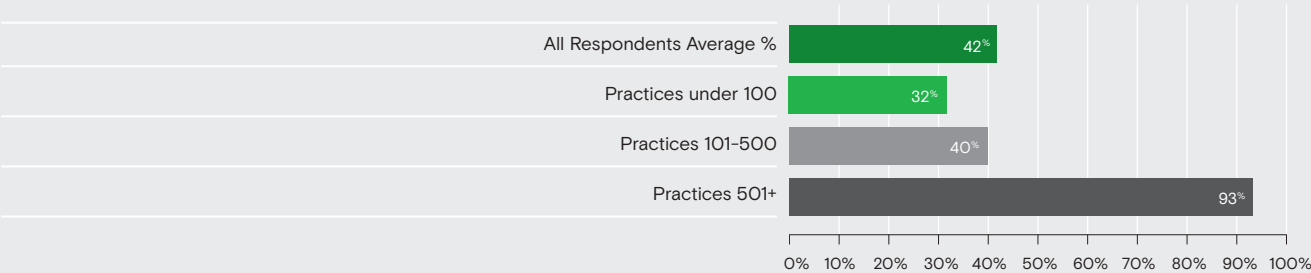 All Respondents Average % 42%
Practices under 100 32%
Practices 101-500 40%
Practices 501+ 93%
0% 10% 20% 30% 40% 50% 60% 70% 80% 90% 100%